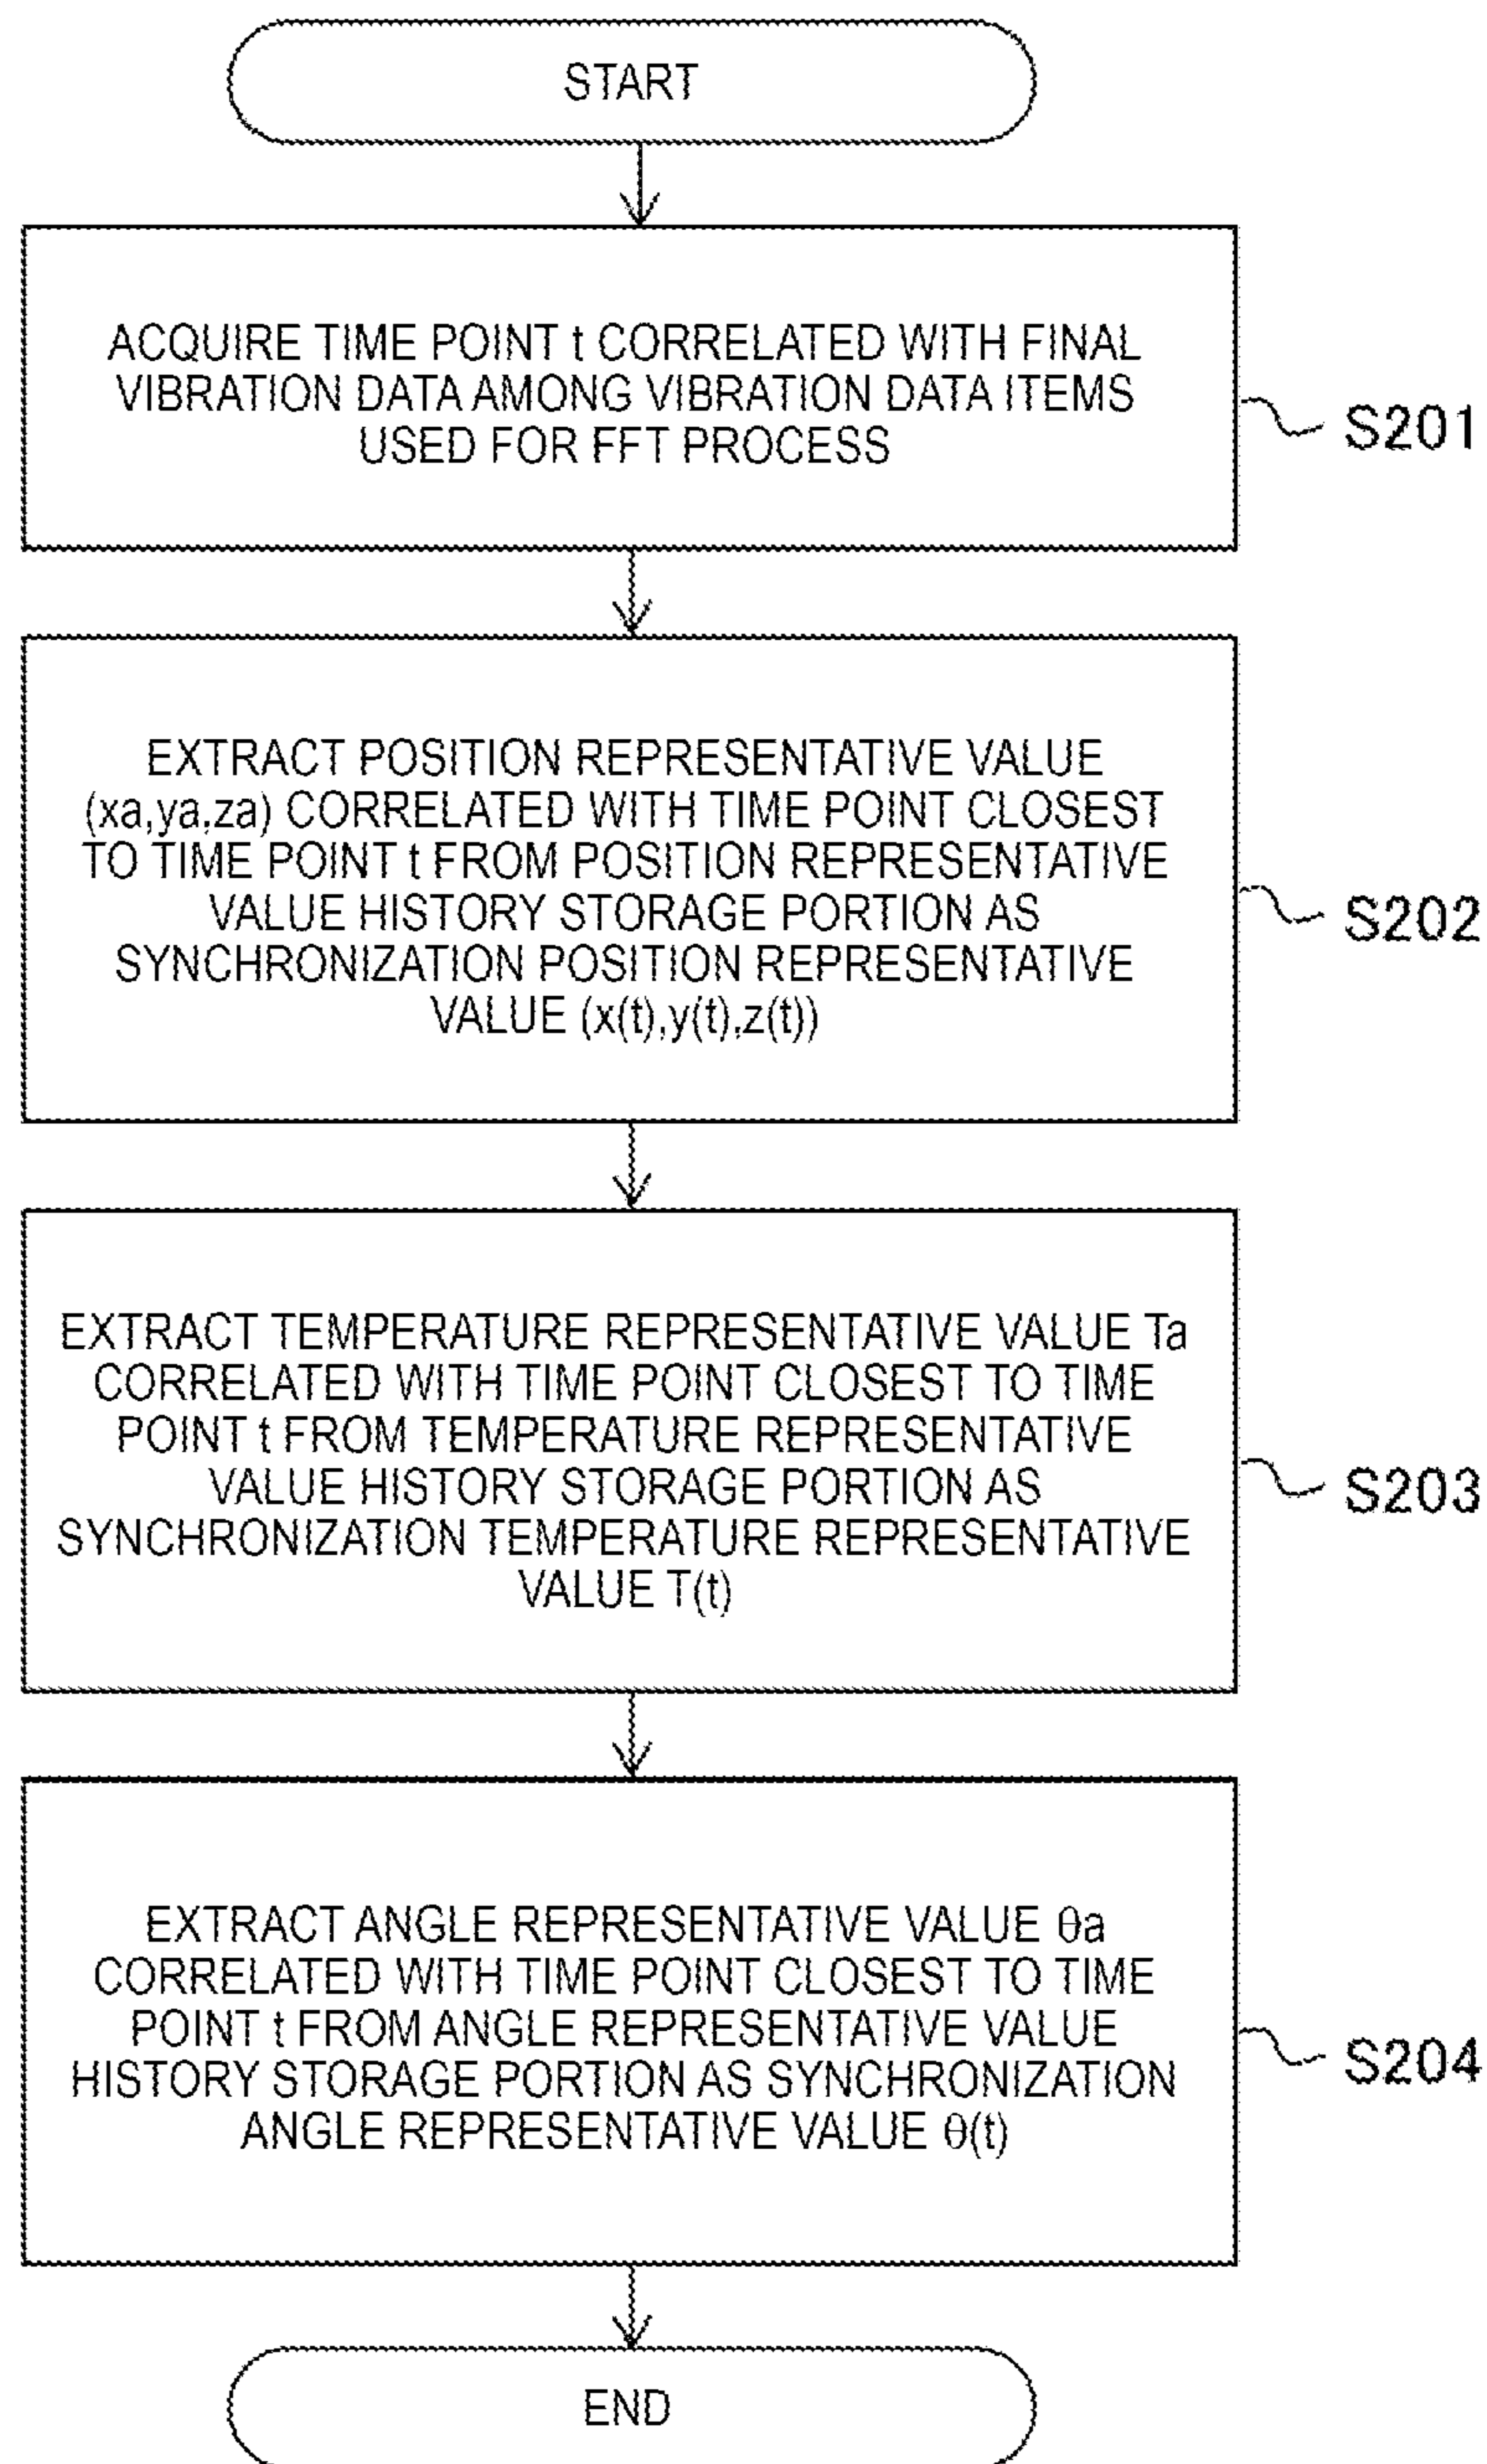 START
ACQUIRE TIME POINT t CORRELATED WITH FINAL
VIBRATION DATA AMONG VIBRATION DATA ITEMS
USED FOR FFT PROCESS
S201
EXTRACT POSITION REPRESENTATIVE VALUE
(xa,ya,za) CORRELATED WITH TIME POINT CLOSEST
TO TIME POINT t FROM POSITION REPRESENTATIVE
VALUE HISTORY STORAGE PORTION AS
SYNCHRONIZATION POSITION REPRESENTATIVE
VALUE (x(t),y(t),z(t))
S202
EXTRACT TEMPERATURE REPRESENTATIVE VALUE Ta
CORRELATED WITH TIME POINT CLOSEST TO TIME
POINT t FROM TEMPERATURE REPRESENTATIVE
VALUE HISTORY STORAGE PORTION AS
SYNCHRONIZATION TEMPERATURE REPRESENTATIVE
VALUE T(t)
S203
EXTRACT ANGLE REPRESENTATIVE VALUE θa
CORRELATED WITH TIME POINT CLOSEST TO TIME
POINT t FROM ANGLE REPRESENTATIVE VALUE
HISTORY STORAGE PORTION AS SYNCHRONIZATION
ANGLE REPRESENTATIVE VALUE θ(t)
S204
END